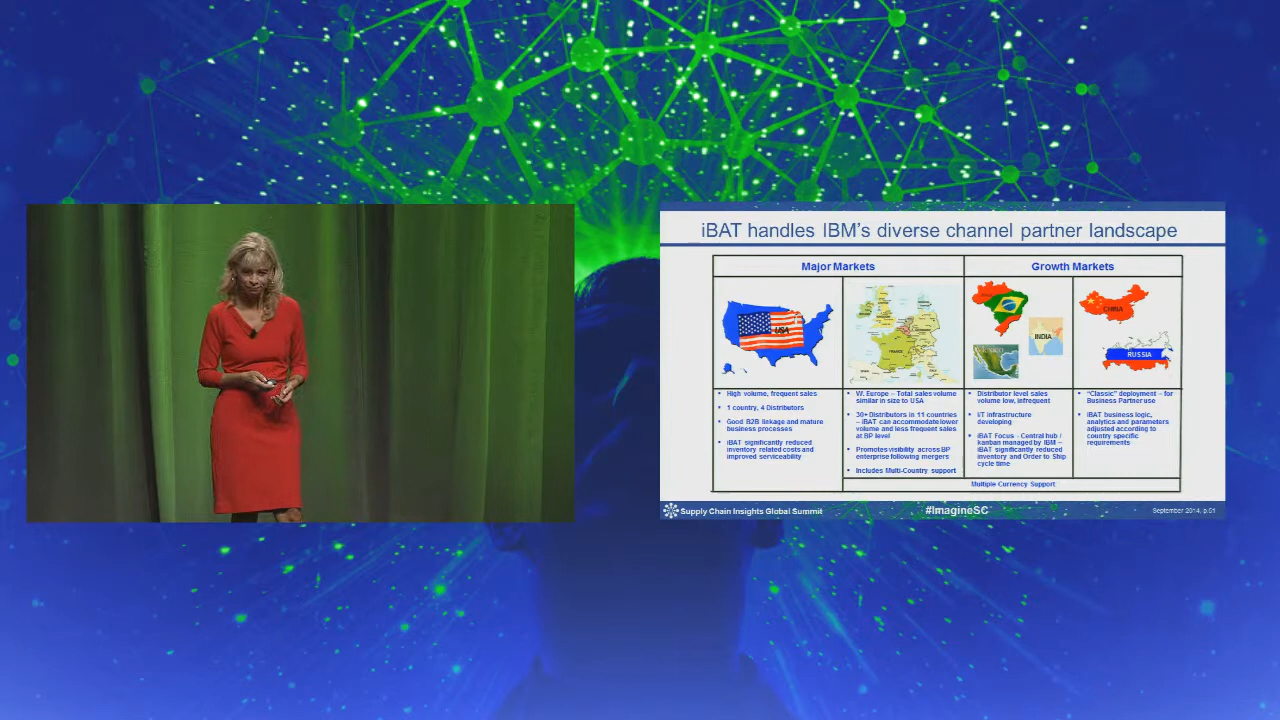 iBAT handles IBM's diverse channel partner landscape
Major Markets
Growth Markets
USA
FRANCE
INDIA
CHINA
RUSSIA
• High volume, frequent sales
• 1 country, 4 Distributors
• Good B2B linkage and mature
business processes
• iBAT significantly reduced
inventory related costs and
improved serviceability
• W. Europe – Total sales volume
similar in size to USA
• 30+ Distributors in 11 countries
– iBAT can accommodate lower
volume and less frequent sales
at BP level
• Promotes visibility across BP
enterprise following mergers
• Includes Multi-Country support
• Distributor level sales
volume low, infrequent
• I/T infrastructure
developing
• iBAT Focus - Central hub /
kanban managed by IBM –
iBAT significantly reduced
inventory and Order to Ship
cycle time
• "Classic" deployment – for
Business Partner use
• iBAT business logic,
analytics and parameters
adjusted according to
country specific
requirements
Multiple Currency Support
Supply Chain Insights Global Summit
#ImagineSC
September 2014, p.51